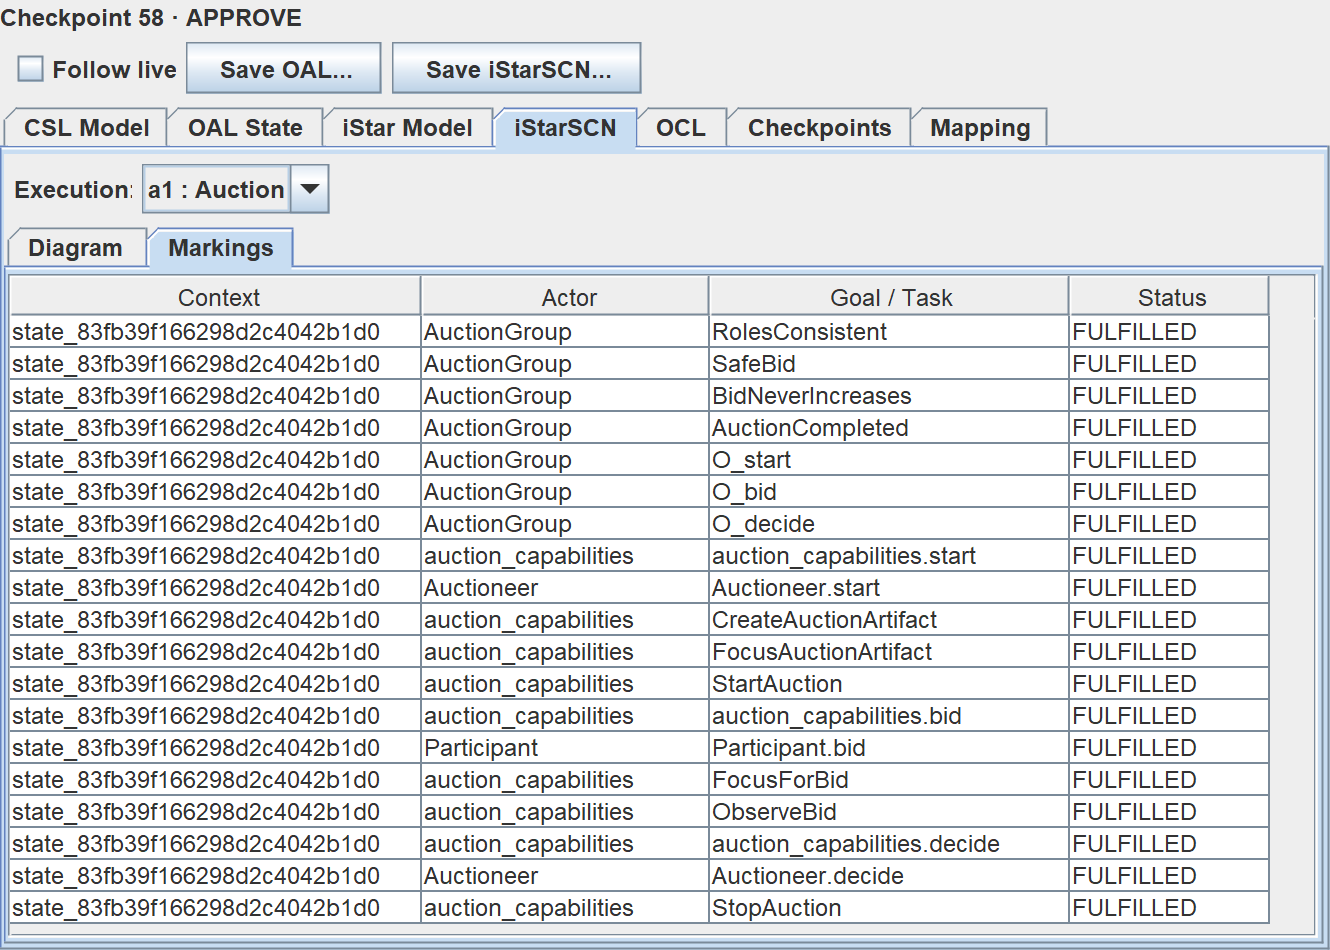 Checkpoint 58 · APPROVE
Follow live Save OAL... Save iStarSCN...
CSL Model OAL State iStar Model iStarSCN OCL Checkpoints Mapping
Execution: a1 : Auction
Diagram Markings
Context Actor Goal / Task Status
state_83fb39f166298d2c4042b1d0 AuctionGroup RolesConsistent FULFILLED
state_83fb39f166298d2c4042b1d0 AuctionGroup SafeBid FULFILLED
state_83fb39f166298d2c4042b1d0 AuctionGroup BidNeverIncreases FULFILLED
state_83fb39f166298d2c4042b1d0 AuctionGroup AuctionCompleted FULFILLED
state_83fb39f166298d2c4042b1d0 AuctionGroup O_start FULFILLED
state_83fb39f166298d2c4042b1d0 AuctionGroup O_bid FULFILLED
state_83fb39f166298d2c4042b1d0 AuctionGroup O_decide FULFILLED
state_83fb39f166298d2c4042b1d0 auction_capabilities auction_capabilities.start FULFILLED
state_83fb39f166298d2c4042b1d0 Auctioneer Auctioneer.start FULFILLED
state_83fb39f166298d2c4042b1d0 auction_capabilities CreateAuctionArtifact FULFILLED
state_83fb39f166298d2c4042b1d0 auction_capabilities FocusAuctionArtifact FULFILLED
state_83fb39f166298d2c4042b1d0 auction_capabilities StartAuction FULFILLED
state_83fb39f166298d2c4042b1d0 auction_capabilities auction_capabilities.bid FULFILLED
state_83fb39f166298d2c4042b1d0 Participant Participant.bid FULFILLED
state_83fb39f166298d2c4042b1d0 auction_capabilities FocusForBid FULFILLED
state_83fb39f166298d2c4042b1d0 auction_capabilities ObserveBid FULFILLED
state_83fb39f166298d2c4042b1d0 auction_capabilities auction_capabilities.decide FULFILLED
state_83fb39f166298d2c4042b1d0 Auctioneer Auctioneer.decide FULFILLED
state_83fb39f166298d2c4042b1d0 auction_capabilities StopAuction FULFILLED